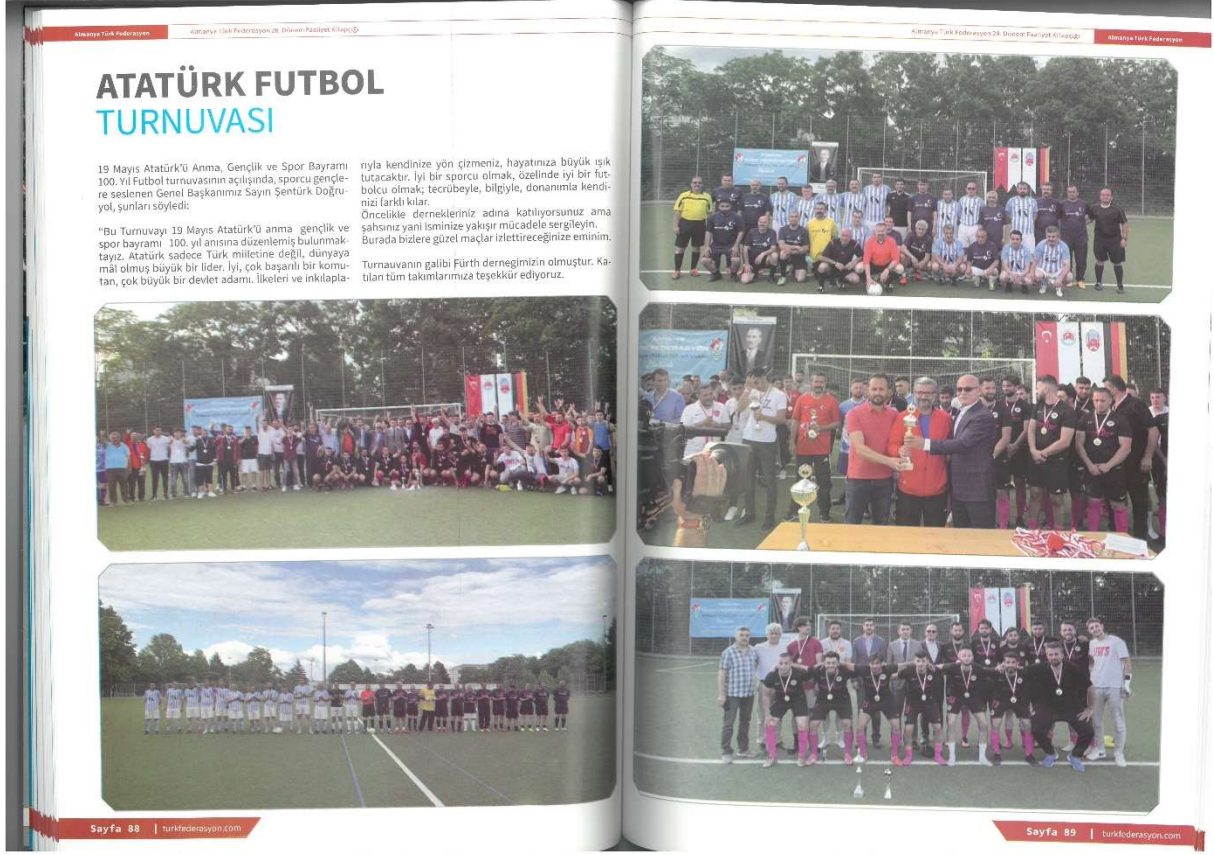 Almanya Türk Federasyon
Almanya Türk Federasyon 28. Dönem Faaliyet Kitapçığı
ATATÜRK FUTBOL
TURNUVASI
19 Mayıs Atatürk’ü Anma, Gençlik ve Spor Bayramı
100. Yıl Futbol turnuvasının açılışında, sporcu gençle-
re seslenen Genel Başkanımız Sayın Şentürk Doğru-
yol, şunları söyledi:
“Bu Turnuvayı 19 Mayıs Atatürk’ü anma gençlik ve
spor bayramı 100. yıl anısına düzenlemiş bulunmak-
tayız. Atatürk sadece Türk milletine değil, dünyaya
mâl olmuş büyük bir lider. İyi, çok başarılı bir komu-
tan, çok büyük bir devlet adamı. İlkeleri ve inkılapla-
rıyla kendinize yön çizmeniz, hayatınıza büyük ışık
tutacaktır. İyi bir sporcu olmak, özelinde iyi bir fut-
bolcu olmak; tecrübeyle, bilgiyle, donanımla kendi-
nizi farklı kılar.
Öncelikle dernekleriniz adına katılıyorsunuz ama
şahsınız yani isminize yakışır mücadele sergileyin.
Burada bizlere güzel maçlar izlettireceğinize eminim.
Turnauvanın galibi Fürth dernegimizin olmuştur. Ka-
tılan tüm takımlarımıza teşekkür ediyoruz.
Sayfa 88 | turkfederasyon.com
Almanya Türk Federasyon 28. Dönem Faaliyet Kitapçığı
Almanya Türk Federasyon
Sayfa 89 | turkfederasyon.com